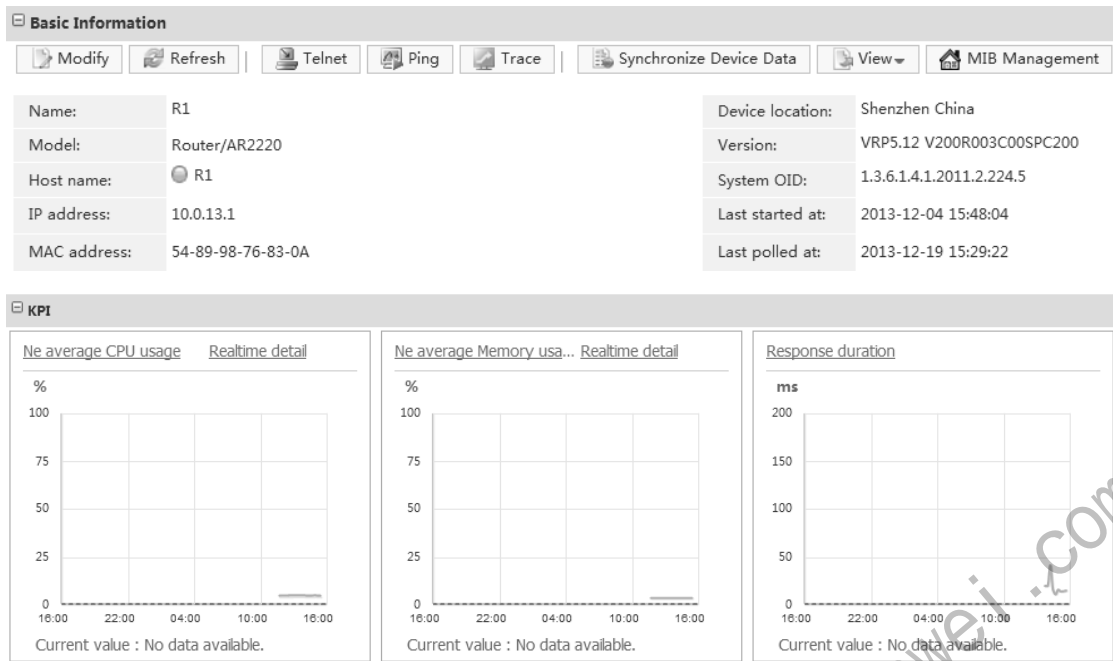 Basic Information
Modify Refresh Telnet Ping Trace Synchronize Device Data View MIB Management
Name: R1 Device location: Shenzhen China
Model: Router/AR2220 Version: VRP5.12 V200R003C00SPC200
Host name: R1 System OID: 1.3.6.1.4.1.2011.2.224.5
IP address: 10.0.13.1 Last started at: 2013-12-04 15:48:04
MAC address: 54-89-98-76-83-0A Last polled at: 2013-12-19 15:29:22
KPI
Ne average CPU usage Realtime detail Ne average Memory usa... Realtime detail Response duration
% % ms
100 100 200
75 75 150
50 50 100
25 25 50
0 0 0
16:00 22:00 04:00 10:00 16:00 16:00 22:00 04:00 10:00 16:00 16:00 22:00 04:00 10:00 16:00
Current value : No data available. Current value : No data available. Current value : No data available.